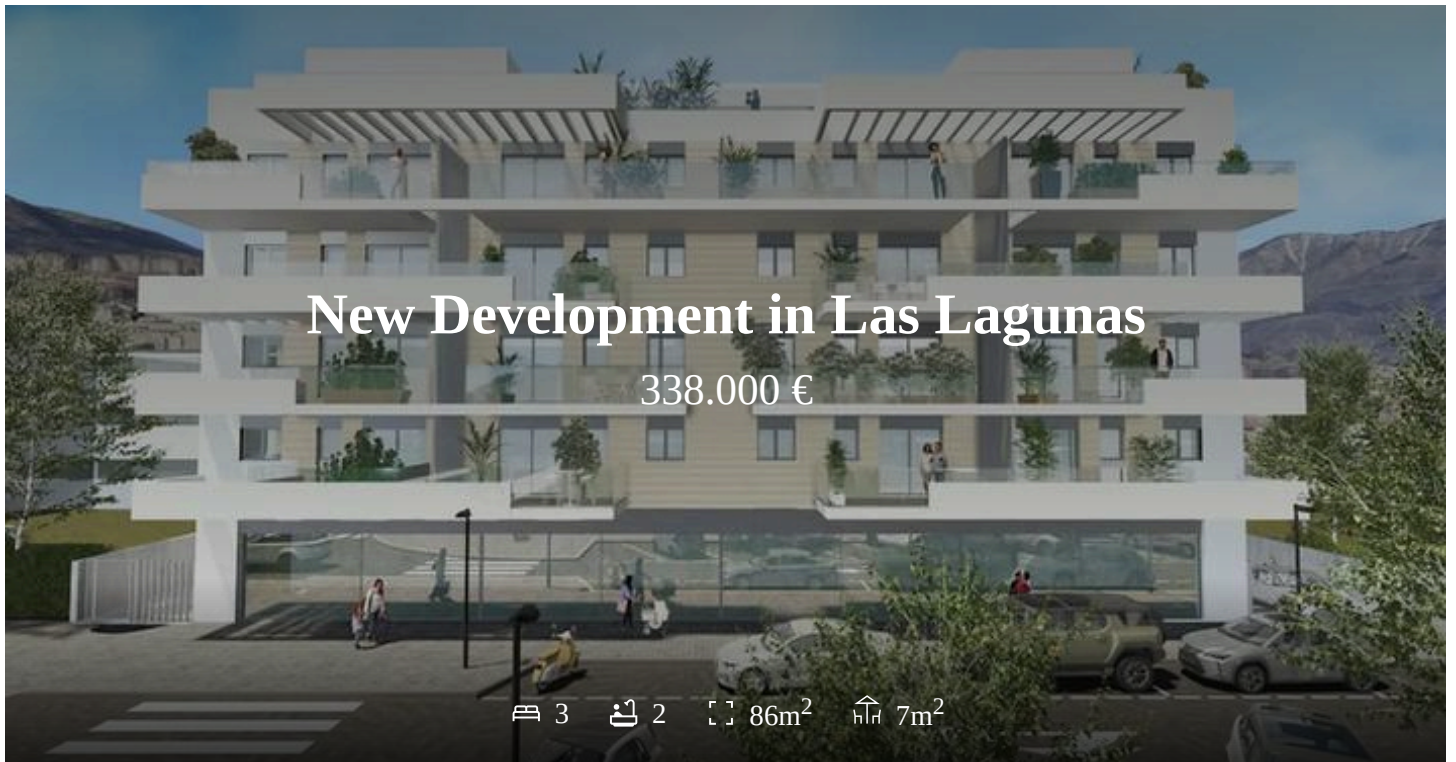 New Development in Las Lagunas
338.000 €
3 2 86m² 7m²